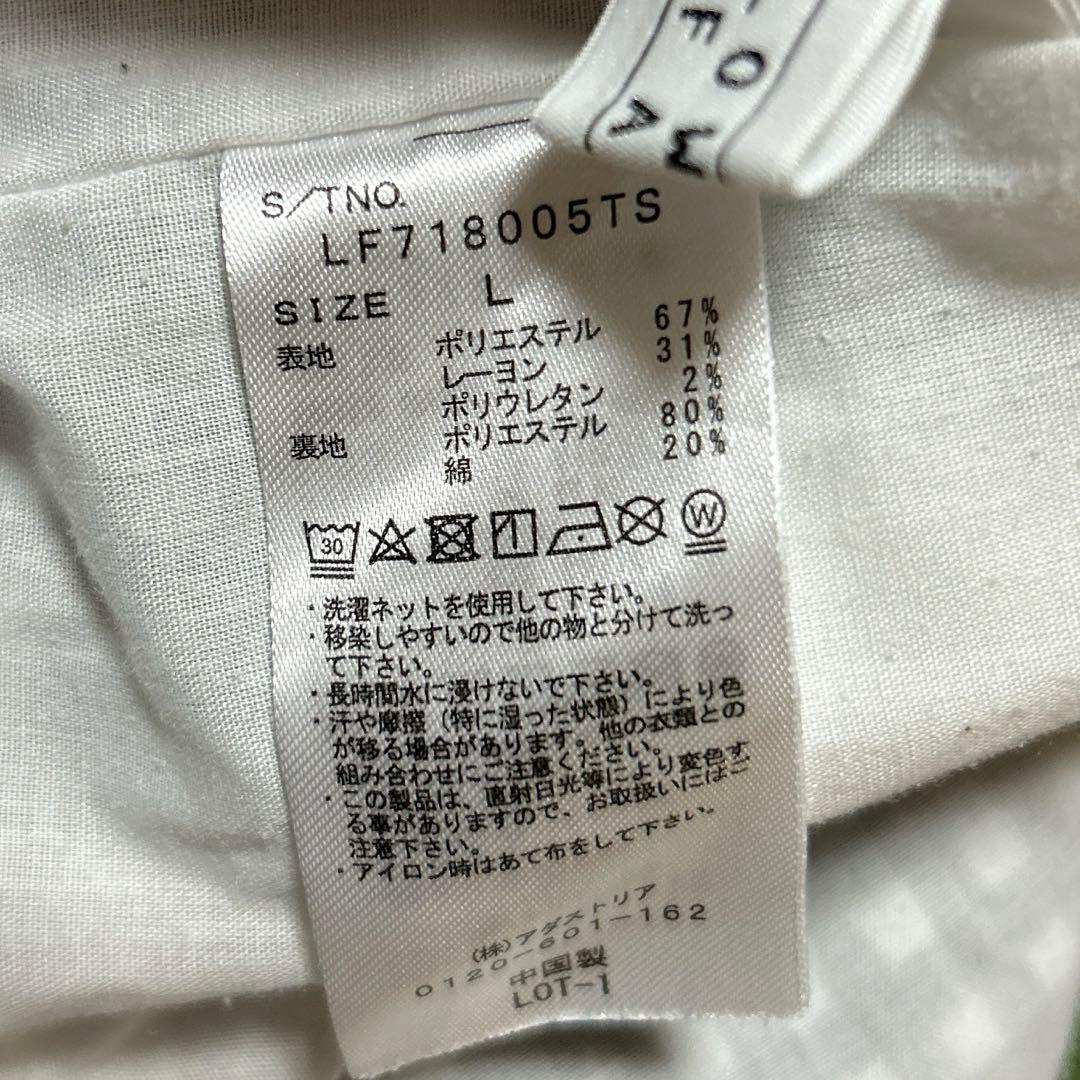 S/TNO.
LF718005TS
SIZE L
表地 ポリエステル 67%
レーヨン 31%
ポリウレタン 2%
裏地 ポリエステル 80%
綿 20%
30
W
・洗濯ネットを使用して下さい。
・移染しやすいので他の物と分けて洗っ
て下さい。
・長時間水に浸けないで下さい。
・汗や摩擦（特に湿った状態）により色
が移る場合があります。他の衣類との
組み合わせにご注意ください。
・この製品は、直射日光等により変色す
る事がありますので、お取扱いにはご
注意下さい。
・アイロン時はあて布をして下さい。
(株)アダストリア
0120-601-162
中国製
LOT-1